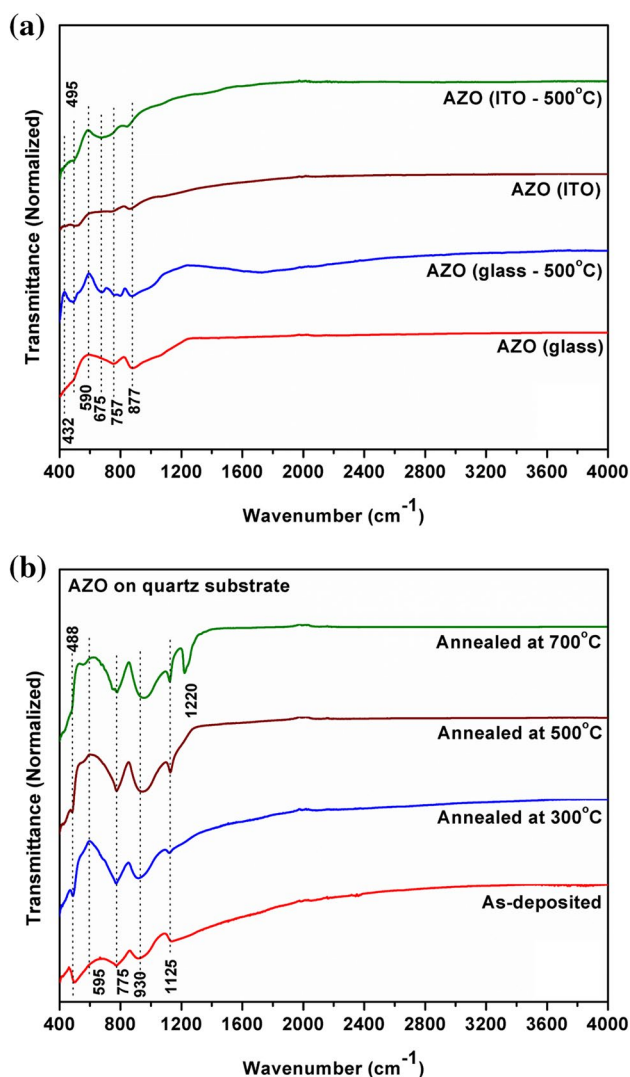 (a)
495
AZO (ITO - 500°C)
AZO (ITO)
AZO (glass - 500°C)
AZO (glass)
432
590
675
757
877
Transmittance (Normalized)
400 800 1200 1600 2000 2400 2800 3200 3600 4000
Wavenumber (cm-1)
(b)
AZO on quartz substrate
488
Annealed at 700°C
1220
Annealed at 500°C
Annealed at 300°C
As-deposited
595
775
930
1125
Transmittance (Normalized)
400 800 1200 1600 2000 2400 2800 3200 3600 4000
Wavenumber (cm-1)